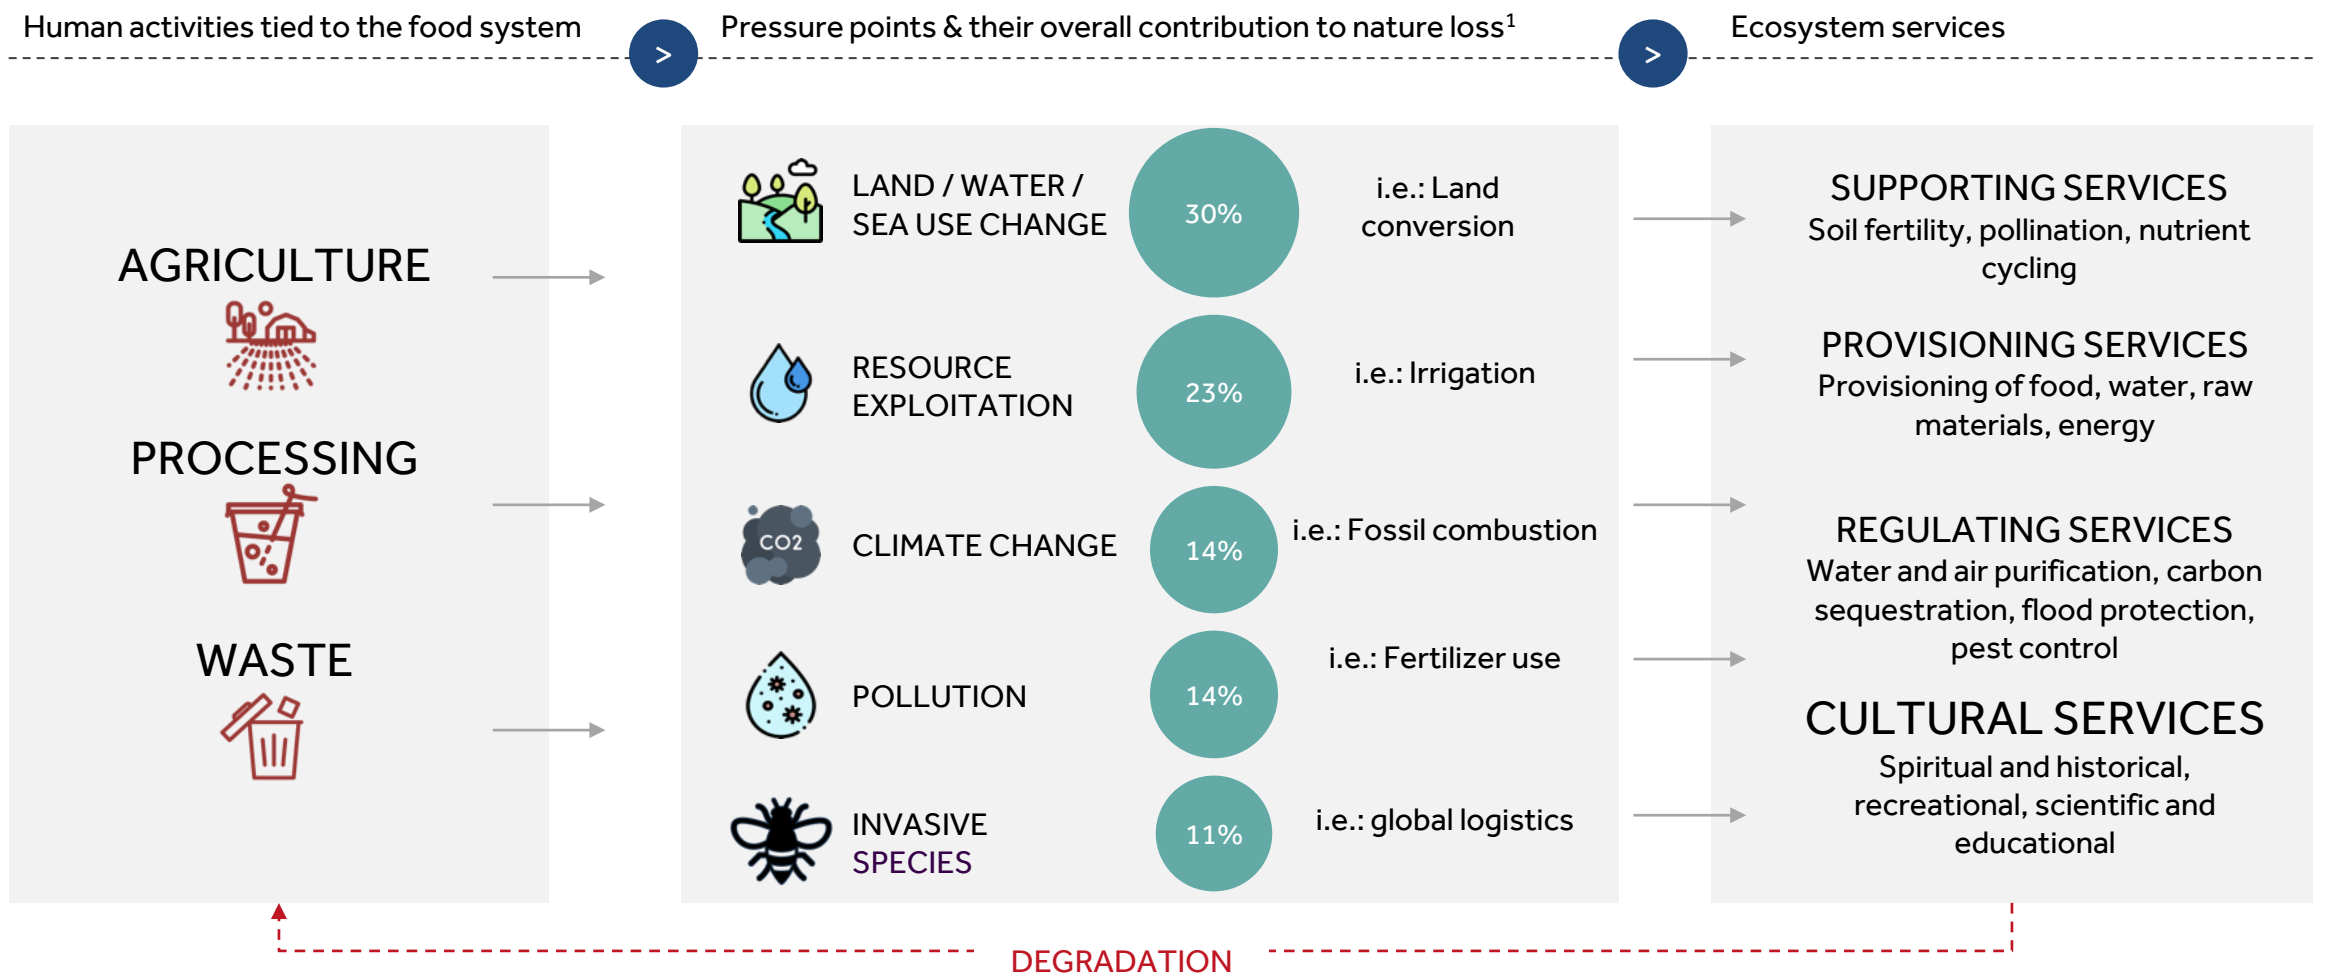 Human activities tied to the food system
>
Pressure points & their overall contribution to nature loss¹
>
Ecosystem services
AGRICULTURE
PROCESSING
WASTE
LAND / WATER /
SEA USE CHANGE
30%
i.e.: Land
conversion
RESOURCE
EXPLOITATION
23%
i.e.: Irrigation
CO2
CLIMATE CHANGE
14%
i.e.: Fossil combustion
POLLUTION
14%
i.e.: Fertilizer use
INVASIVE
SPECIES
11%
i.e.: global logistics
SUPPORTING SERVICES
Soil fertility, pollination, nutrient
cycling
PROVISIONING SERVICES
Provisioning of food, water, raw
materials, energy
REGULATING SERVICES
Water and air purification, carbon
sequestration, flood protection,
pest control
CULTURAL SERVICES
Spiritual and historical,
recreational, scientific and
educational
DEGRADATION